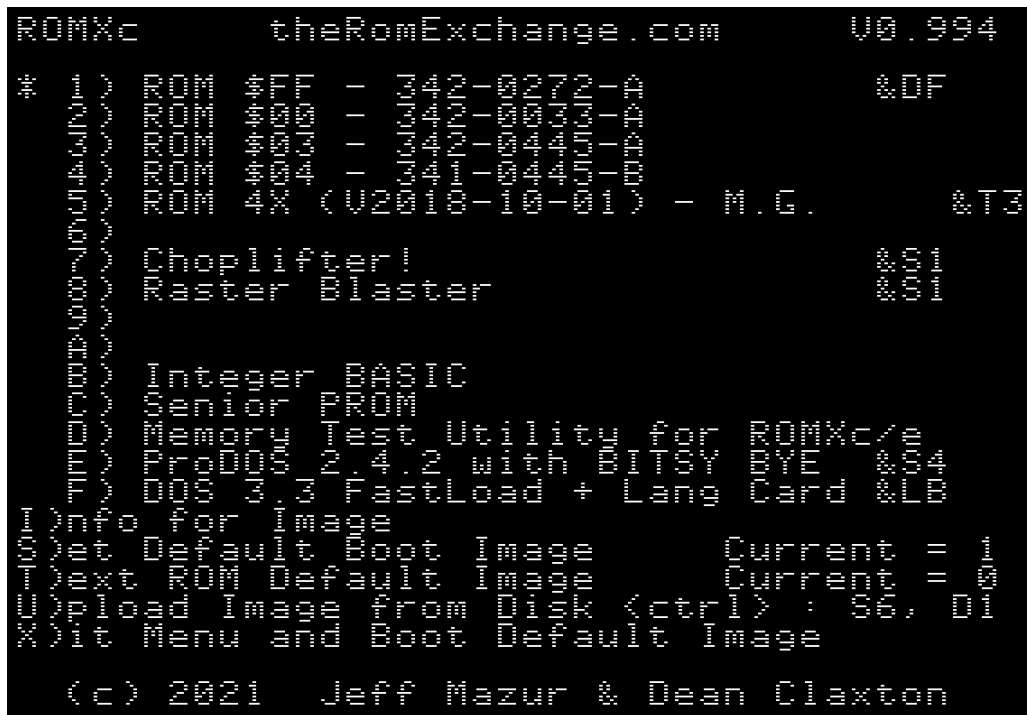 ROMXc theRomExchange.com V0.994
* 1) ROM $FF - 342-0272-A &DF
2) ROM $00 - 342-0033-A
3) ROM $03 - 342-0445-A
4) ROM $04 - 341-0445-B
5) ROM 4X (V2018-10-01) - M.G. &T3
6)
7) Choplifter! &S1
8) Raster Blaster &S1
9)
A)
B) Integer BASIC
C) Senior PROM
D) Memory Test Utility for ROMXc/e
E) ProDOS 2.4.2 with BITSY BYE &S4
F) DOS 3.3 FastLoad + Lang Card &LB
I)nfo for Image
S)et Default Boot Image Current = 1
T)ext ROM Default Image Current = 0
U)pload Image from Disk {ctrl} : S6, D1
X)it Menu and Boot Default Image
(c) 2021 Jeff Mazur & Dean Claxton